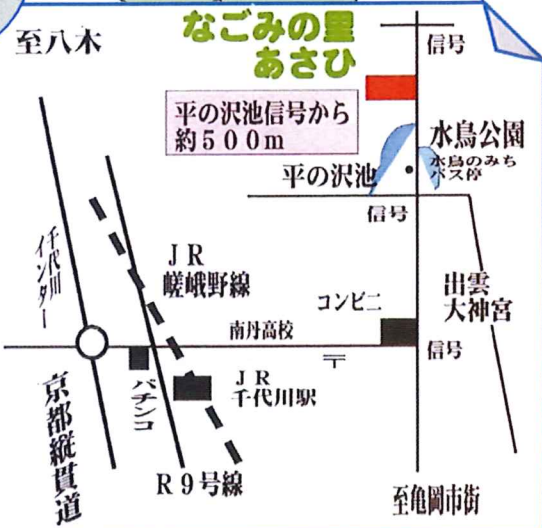 至八木
なごみの里
あさひ
信号
平の沢池信号から
約５００ｍ
水鳥公園
水鳥のみち
バス停
平の沢池
信号
千代川
インター
ＪＲ
嵯峨野線
コンビニ
出雲
大神宮
南丹高校
〒
信号
パチンコ
ＪＲ
千代川駅
京都縦貫道
Ｒ９号線
至亀岡市街